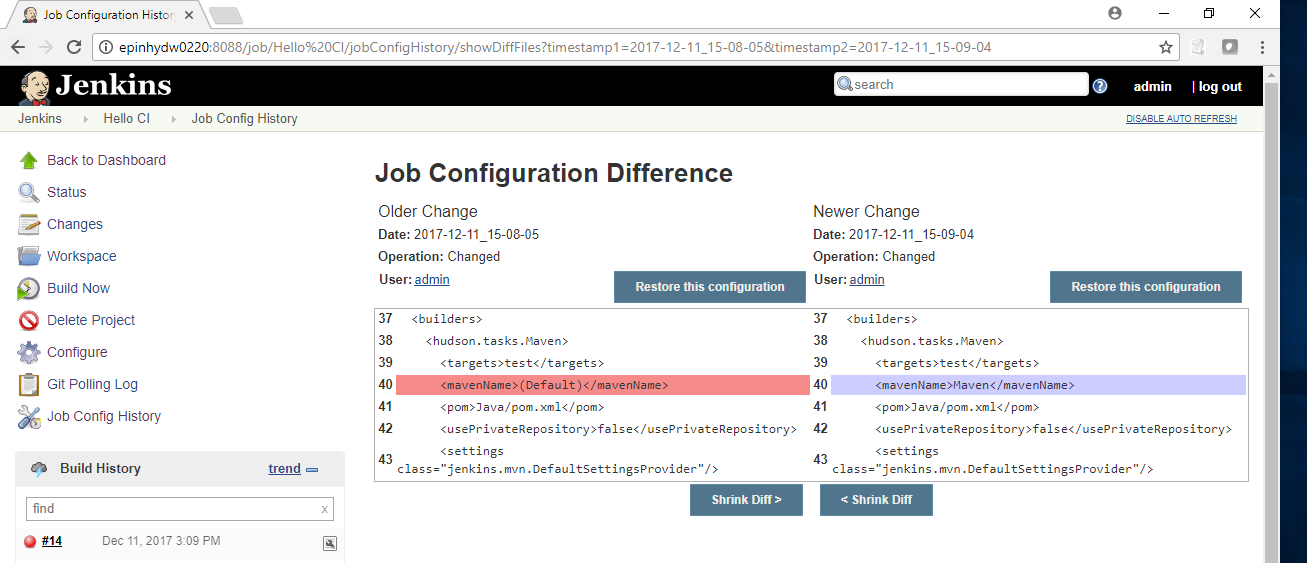 Job Configuration Histor
epinhydw0220:8088/job/Hello%20CI/jobConfigHistory/showDiffFiles?timestamp1=2017-12-11_15-08-05&timestamp2=2017-12-11_15-09-04
Jenkins
search
admin
| log out
Jenkins Hello CI Job Config History
DISABLE AUTO REFRESH
Back to Dashboard
Status
Changes
Workspace
Build Now
Delete Project
Configure
Git Polling Log
Job Config History
Build History
trend
find x
#14 Dec 11, 2017 3:09 PM
Job Configuration Difference
Older Change
Date: 2017-12-11_15-08-05
Operation: Changed
User: admin
Restore this configuration
Newer Change
Date: 2017-12-11_15-09-04
Operation: Changed
User: admin
Restore this configuration
37 <builders>
38 <hudson.tasks.Maven>
39 <targets>test</targets>
40 <mavenName>(Default)</mavenName>
41 <pom>Java/pom.xml</pom>
42 <usePrivateRepository>false</usePrivateRepository>
43 <settings
class="jenkins.mvn.DefaultSettingsProvider"/>
37 <builders>
38 <hudson.tasks.Maven>
39 <targets>test</targets>
40 <mavenName>Maven</mavenName>
41 <pom>Java/pom.xml</pom>
42 <usePrivateRepository>false</usePrivateRepository>
43 <settings
class="jenkins.mvn.DefaultSettingsProvider"/>
Shrink Diff >
< Shrink Diff